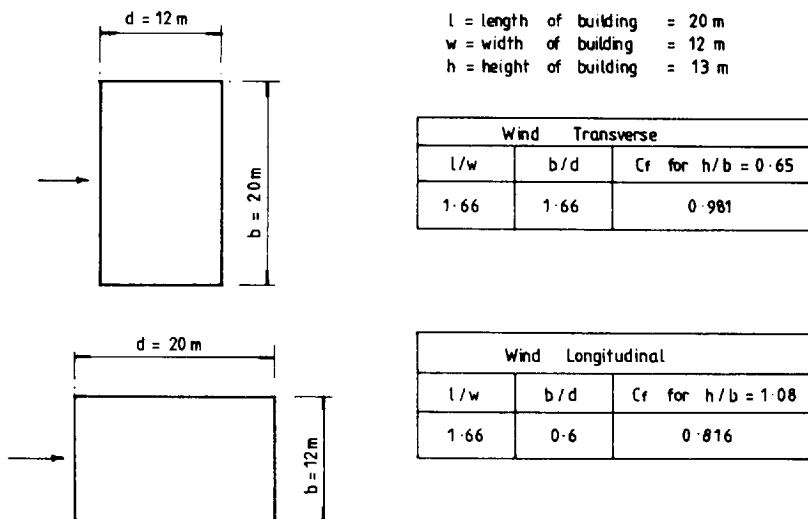 d = 12 m
b = 20 m
l = length of building = 20 m
w = width of building = 12 m
h = height of building = 13 m
Wind Transverse
l/w b/d Cf for h/b = 0·65
1·66 1·66 0·981
d = 20 m
b = 12 m
Wind Longitudinal
l/w b/d Cf for h/b = 1·08
1·66 0·6 0·816